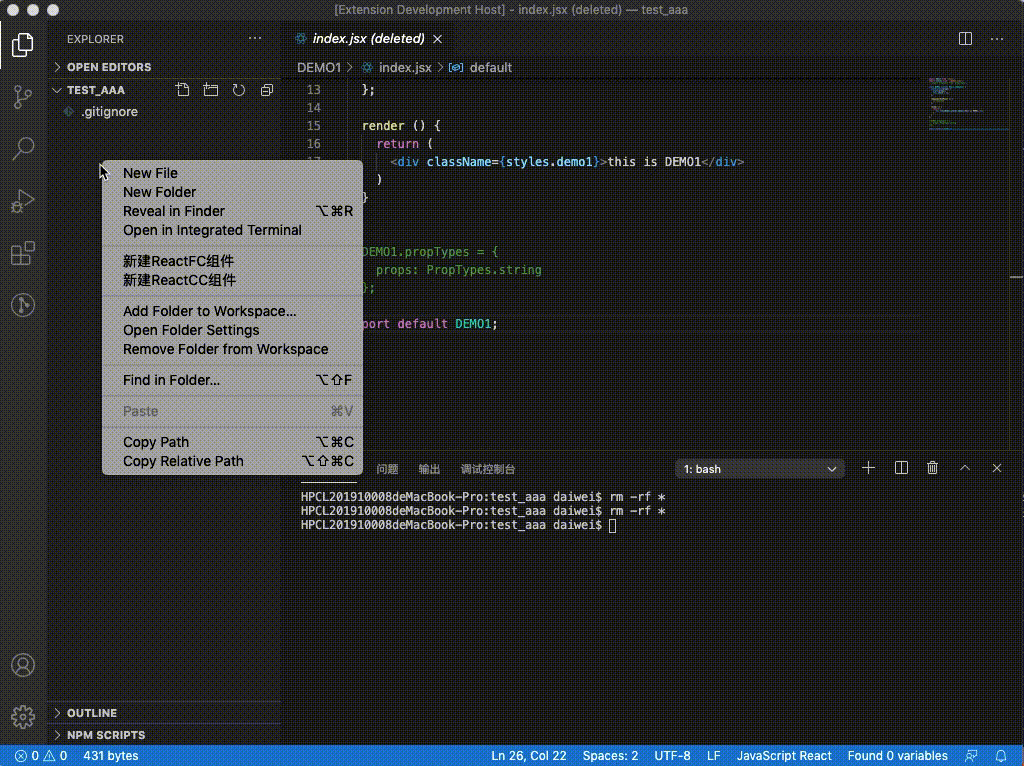 [Extension Development Host] - index.jsx (deleted) — test_aaa
EXPLORER
index.jsx (deleted)
OPEN EDITORS
DEMO1 > index.jsx > default
TEST_AAA
.gitignore
13 };
14
15 render () {
16 return (
<div className={styles.demo1}>this is DEMO1</div>
)
}
DEMO1.propTypes = {
props: PropTypes.string
};
port default DEMO1;
New File
New Folder
Reveal in Finder ⌥⌘R
Open in Integrated Terminal
新建ReactFC组件
新建ReactCC组件
Add Folder to Workspace...
Open Folder Settings
Remove Folder from Workspace
Find in Folder... ⌥⇧F
Paste ⌘V
Copy Path ⌥⌘C
Copy Relative Path ⌥⇧⌘C
问题 输出 调试控制台 1: bash
HPCL201910008deMacBook-Pro:test_aaa daiwei$ rm -rf *
HPCL201910008deMacBook-Pro:test_aaa daiwei$ rm -rf *
HPCL201910008deMacBook-Pro:test_aaa daiwei$
OUTLINE
NPM SCRIPTS
0 0 431 bytes Ln 26, Col 22 Spaces: 2 UTF-8 LF JavaScript React Found 0 variables